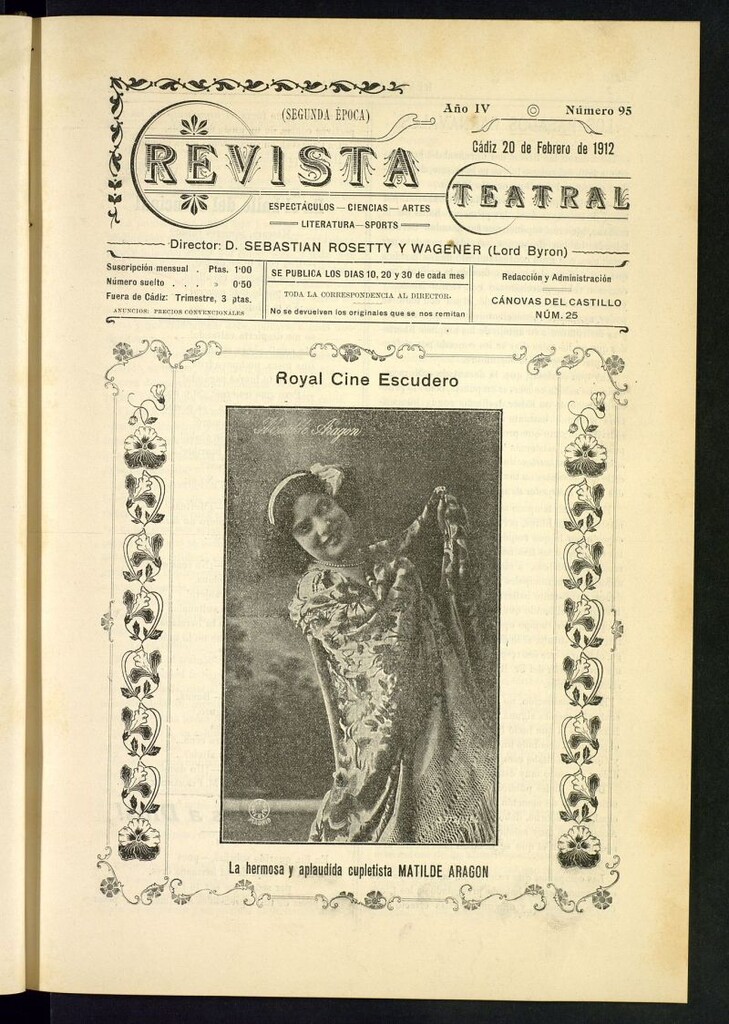 (SEGUNDA ÉPOCA)
Año IV
Número 95
REVISTA
Cádiz 20 de Febrero de 1912
TEATRAL
ESPECTÁCULOS — CIENCIAS — ARTES
LITERATURA — SPORTS
Director: D. SEBASTIAN ROSETTY Y WAGENER (Lord Byron)
Suscripción mensual . Ptas. 1'00
Número suelto . . . . » 0'50
Fuera de Cádiz: Trimestre, 3 ptas.
ANUNCIOS: PRECIOS CONVENCIONALES
SE PUBLICA LOS DIAS 10, 20 y 30 de cada mes
TODA LA CORRESPONDENCIA AL DIRECTOR.
No se devuelven los originales que se nos remitan
Redacción y Administración
CÁNOVAS DEL CASTILLO
NÚM. 25
Royal Cine Escudero
Matilde Aragon
La hermosa y aplaudida cupletista MATILDE ARAGON